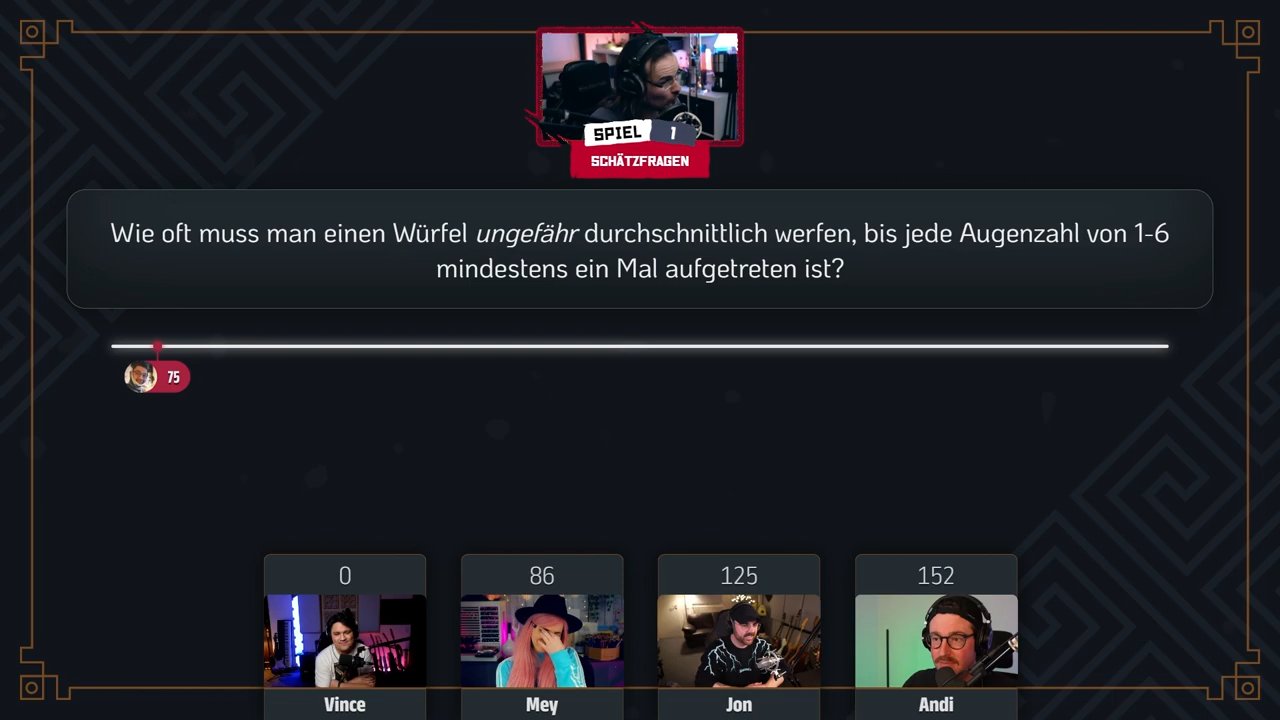 SPIEL 1
SCHÄTZFRAGEN
Wie oft muss man einen Würfel ungefähr durchschnittlich werfen, bis jede Augenzahl von 1-6
mindestens ein Mal aufgetreten ist?
75
0 86 125 152
Vince Mey Jon Andi